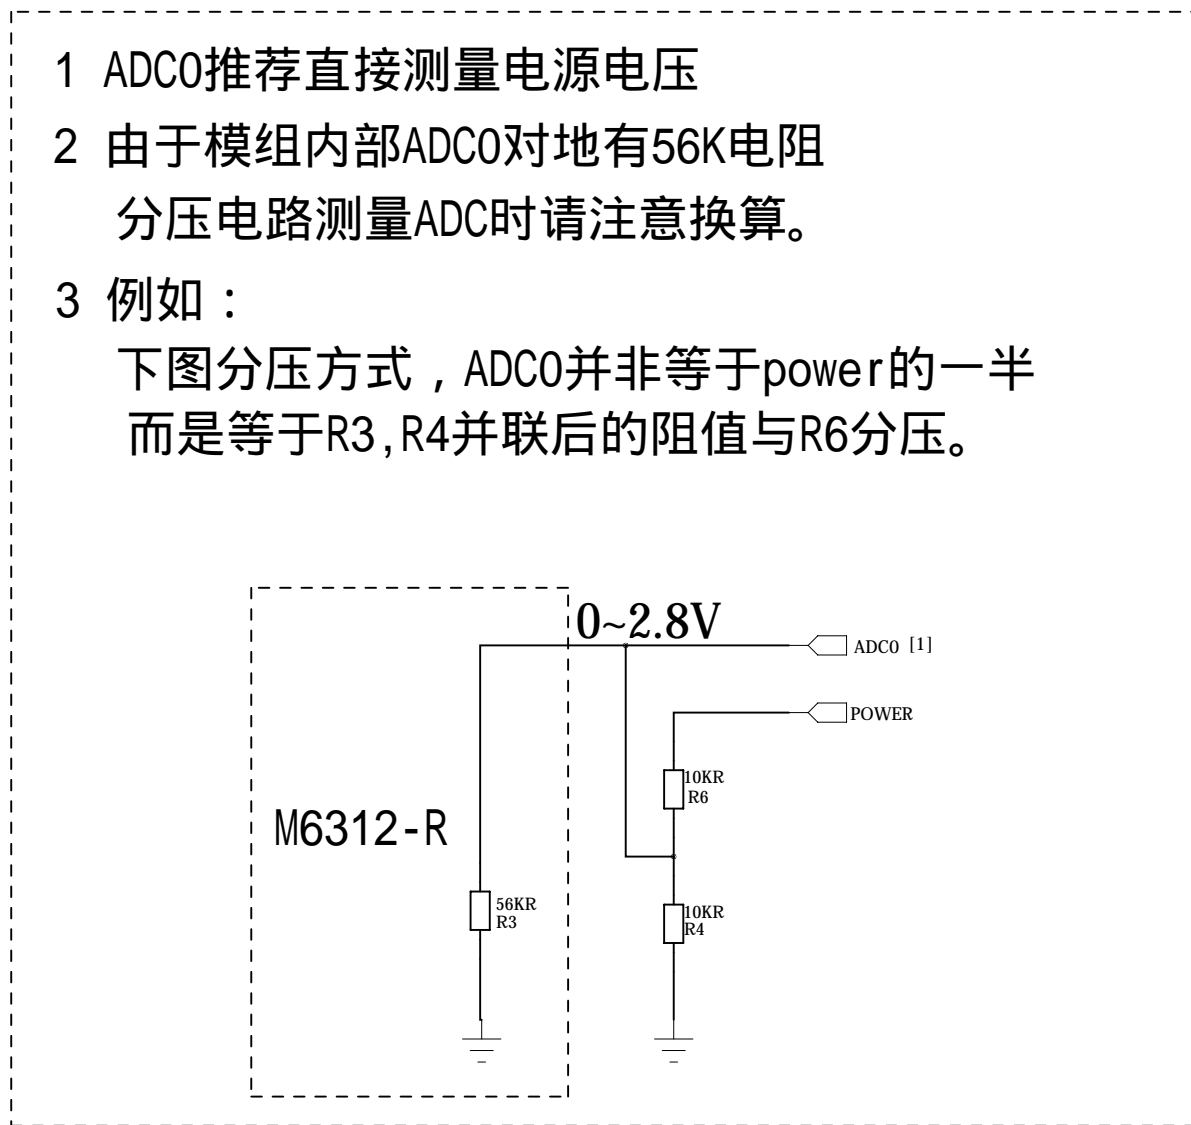 1 ADC0推荐直接测量电源电压
2 由于模组内部ADC0对地有56K电阻
分压电路测量ADC时请注意换算。
3 例如：
下图分压方式，ADC0并非等于power的一半
而是等于R3,R4并联后的阻值与R6分压。
0~2.8V
ADC0 [1]
POWER
10KR
R6
M6312-R
56KR
R3
10KR
R4